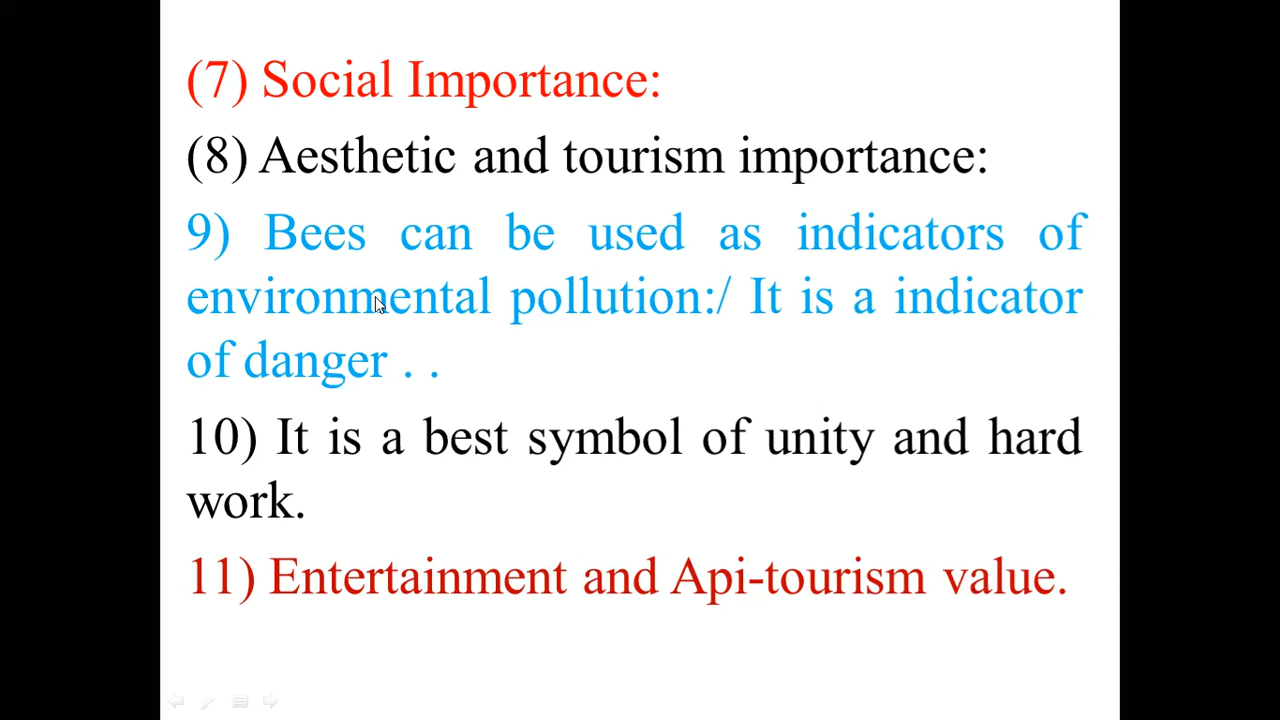 (7) Social Importance:
(8) Aesthetic and tourism importance:
9) Bees can be used as indicators of
environmental pollution:/ It is a indicator
of danger . .
10) It is a best symbol of unity and hard
work.
11) Entertainment and Api-tourism value.